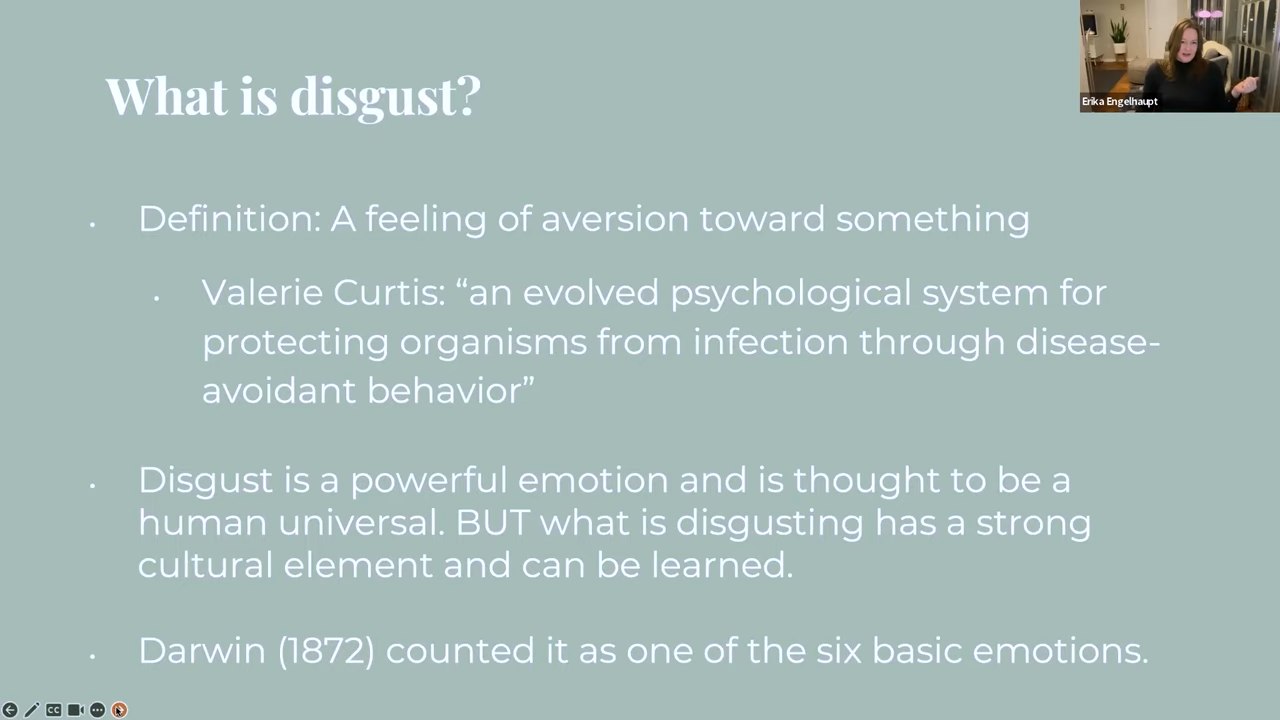 What is disgust?
Erika Engelhaupt
• Definition: A feeling of aversion toward something
• Valerie Curtis: “an evolved psychological system for
protecting organisms from infection through disease-
avoidant behavior”
• Disgust is a powerful emotion and is thought to be a
human universal. BUT what is disgusting has a strong
cultural element and can be learned.
• Darwin (1872) counted it as one of the six basic emotions.
CC